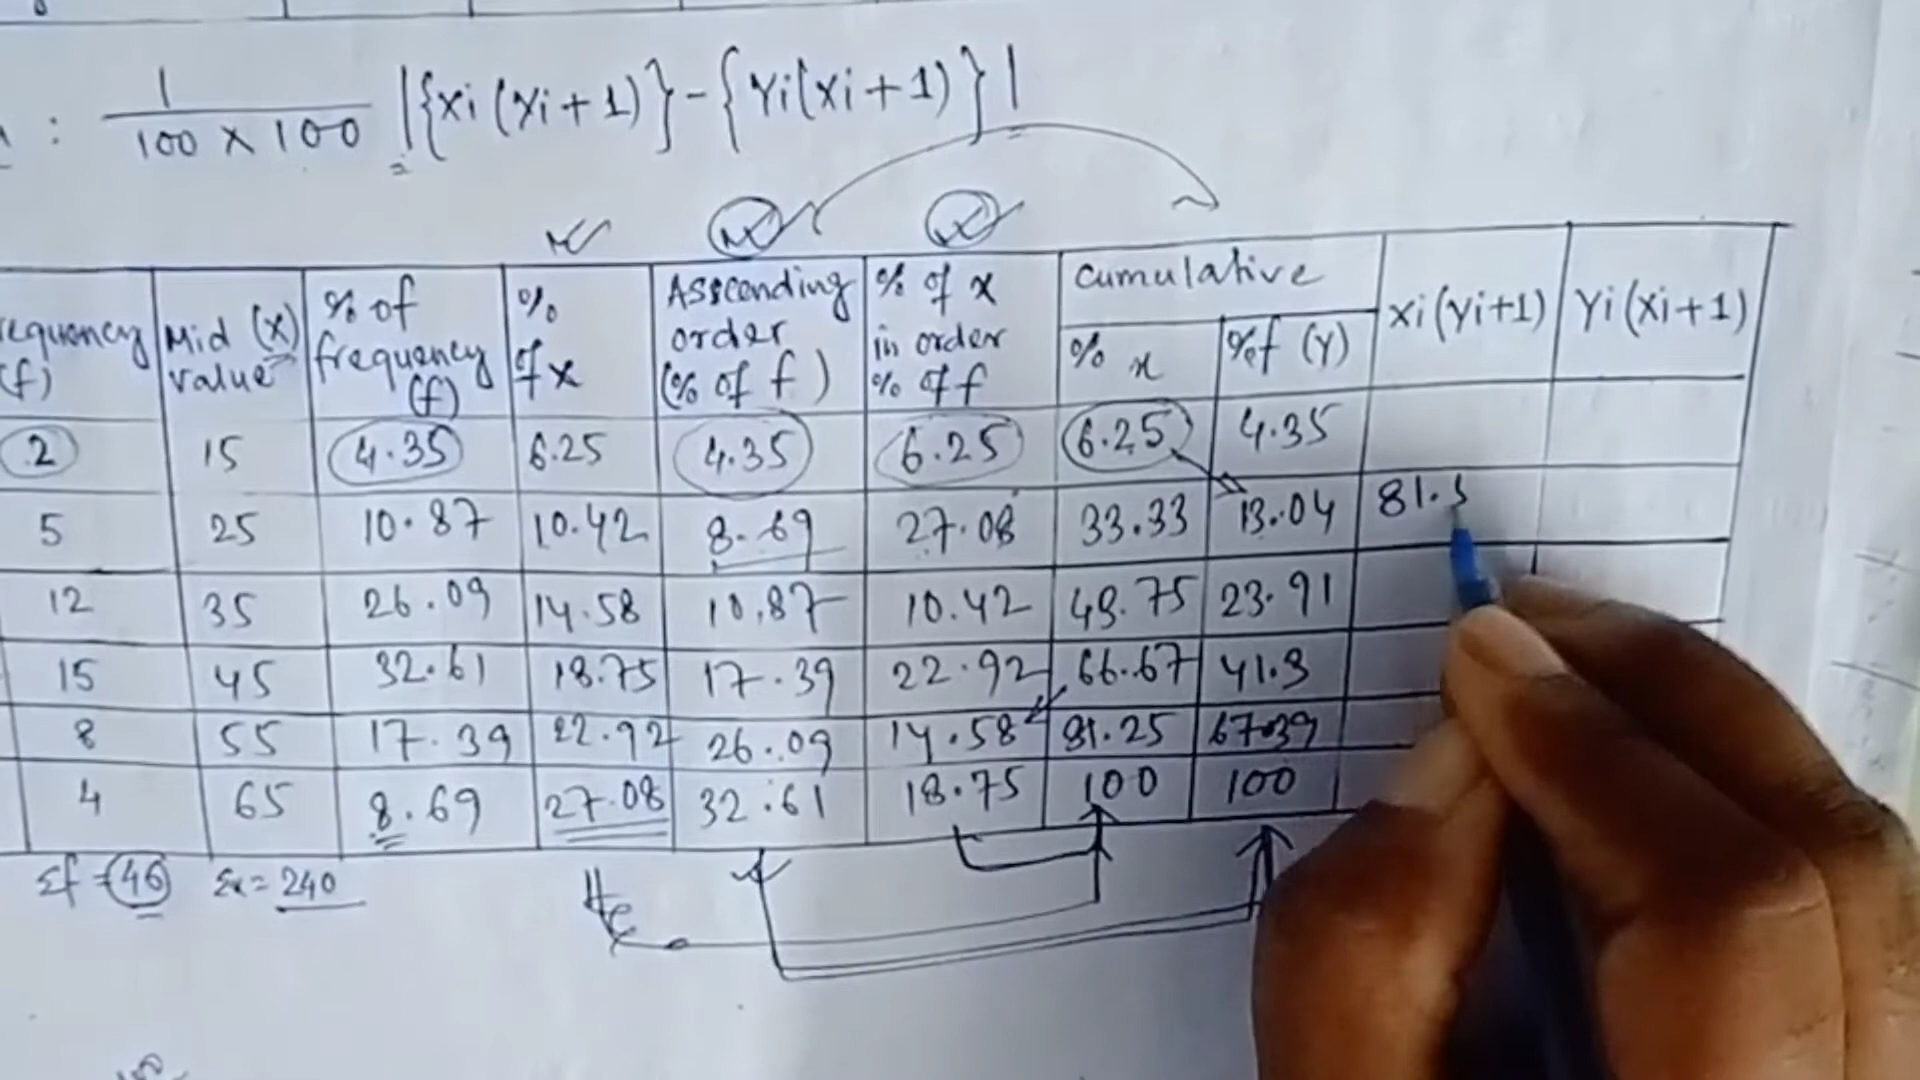 : 1 / 100 × 100 |{xi(yi+1)} - {Yi(xi+1)}|
requency (f) | Mid (x) value | % of frequency (f) | % of x | Asscending order (% of f) | % of x in order % of f | cumulative | xi(yi+1) | Yi(xi+1)
% x | % f (Y)
2 | 15 | 4.35 | 6.25 | 4.35 | 6.25 | 6.25 | 4.35
5 | 25 | 10.87 | 10.42 | 8.69 | 27.08 | 33.33 | 13.04 | 81.5
12 | 35 | 26.09 | 14.58 | 10.87 | 10.42 | 43.75 | 23.91
15 | 45 | 32.61 | 18.75 | 17.39 | 22.92 | 66.67 | 41.3
8 | 55 | 17.39 | 22.92 | 26.09 | 14.58 | 81.25 | 67.39
4 | 65 | 8.69 | 27.08 | 32.61 | 18.75 | 100 | 100
Σf = 46 Σx = 240